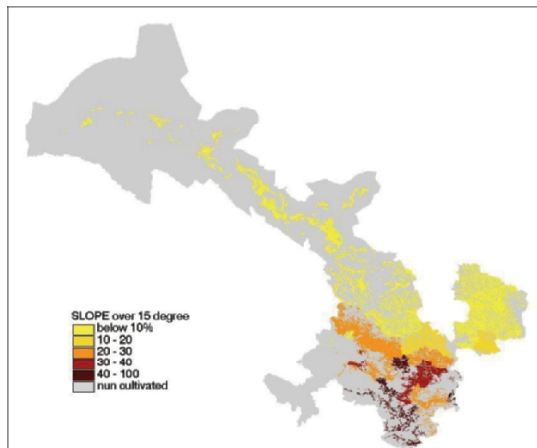 SLOPE over 15 degree
below 10%
10 - 20
20 - 30
30 - 40
40 - 100
nun cultivated